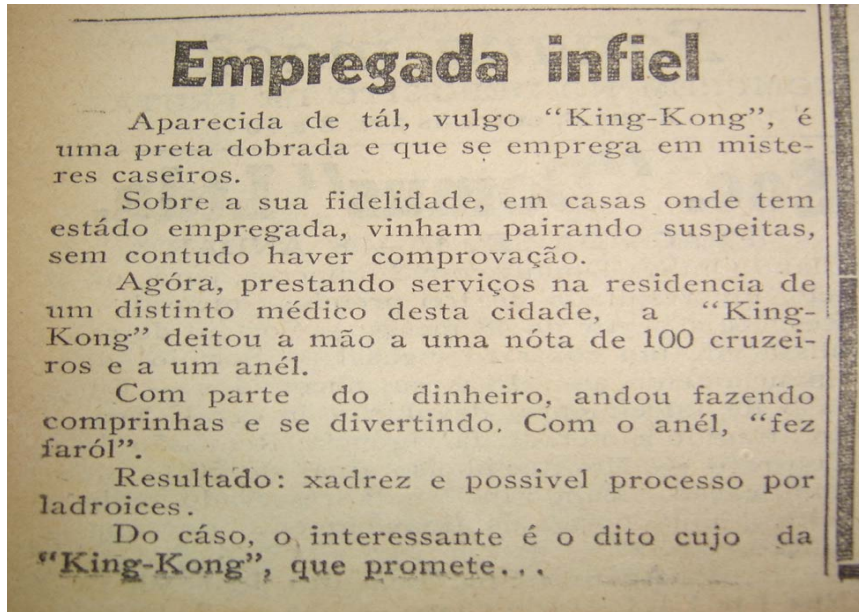 Empregada infiel
Aparecida de tál, vulgo “King-Kong”, é
uma preta dobrada e que se emprega em miste-
res caseiros.
Sobre a sua fidelidade, em casas onde tem
estádo empregada, vinham pairando suspeitas,
sem contudo haver comprovação.
Agóra, prestando serviços na residencia de
um distinto médico desta cidade, a “King-
Kong” deitou a mão a uma nóta de 100 cruzei-
ros e a um anél.
Com parte do dinheiro, andou fazendo
comprinhas e se divertindo. Com o anél, “fez
faról”.
Resultado: xadrez e possivel processo por
ladroices.
Do cáso, o interessante é o dito cujo da
“King-Kong”, que promete...